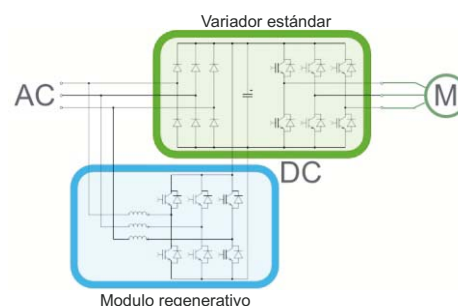 Variador estándar
AC
M
DC
Modulo regenerativo